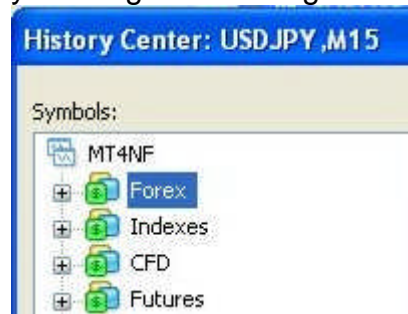 History Center: USDJPY,M15
Symbols:
MT4NF
Forex
Indexes
CFD
Futures